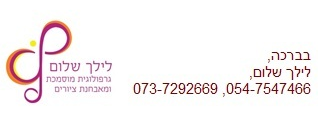 בברכה,
לילך שלום,
054-7547466, 073-7292669
לילך שלום
גרפולוגית מוסמכת
ומאבחנת ציורים